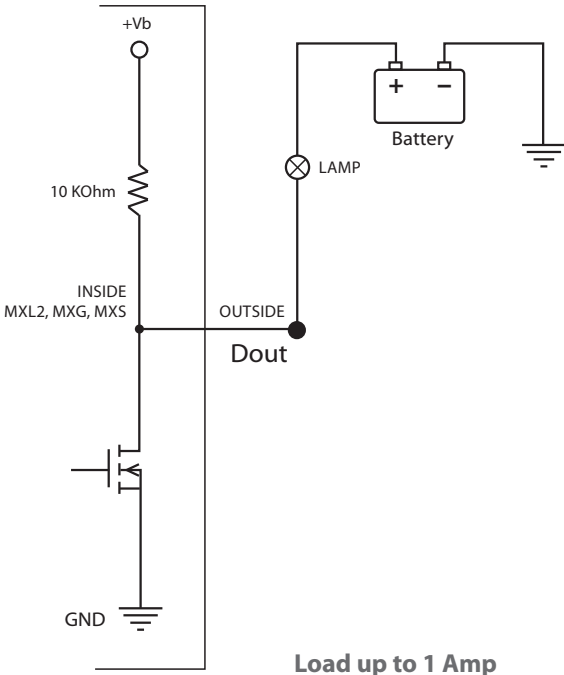 +Vb
+ −
Battery
LAMP
10 KOhm
INSIDE
MXL2, MXG, MXS
OUTSIDE
Dout
GND
Load up to 1 Amp